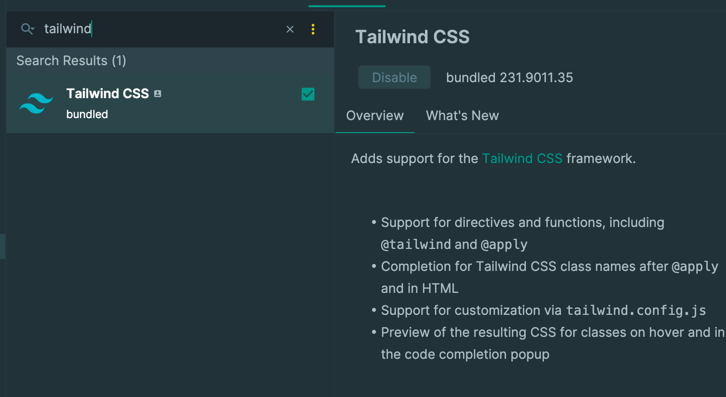 tailwind
Search Results (1)
Tailwind CSS
bundled
Tailwind CSS
Disable bundled 231.9011.35
Overview What's New
Adds support for the Tailwind CSS framework.
• Support for directives and functions, including
@tailwind and @apply
• Completion for Tailwind CSS class names after @apply
and in HTML
• Support for customization via tailwind.config.js
• Preview of the resulting CSS for classes on hover and in
the code completion popup